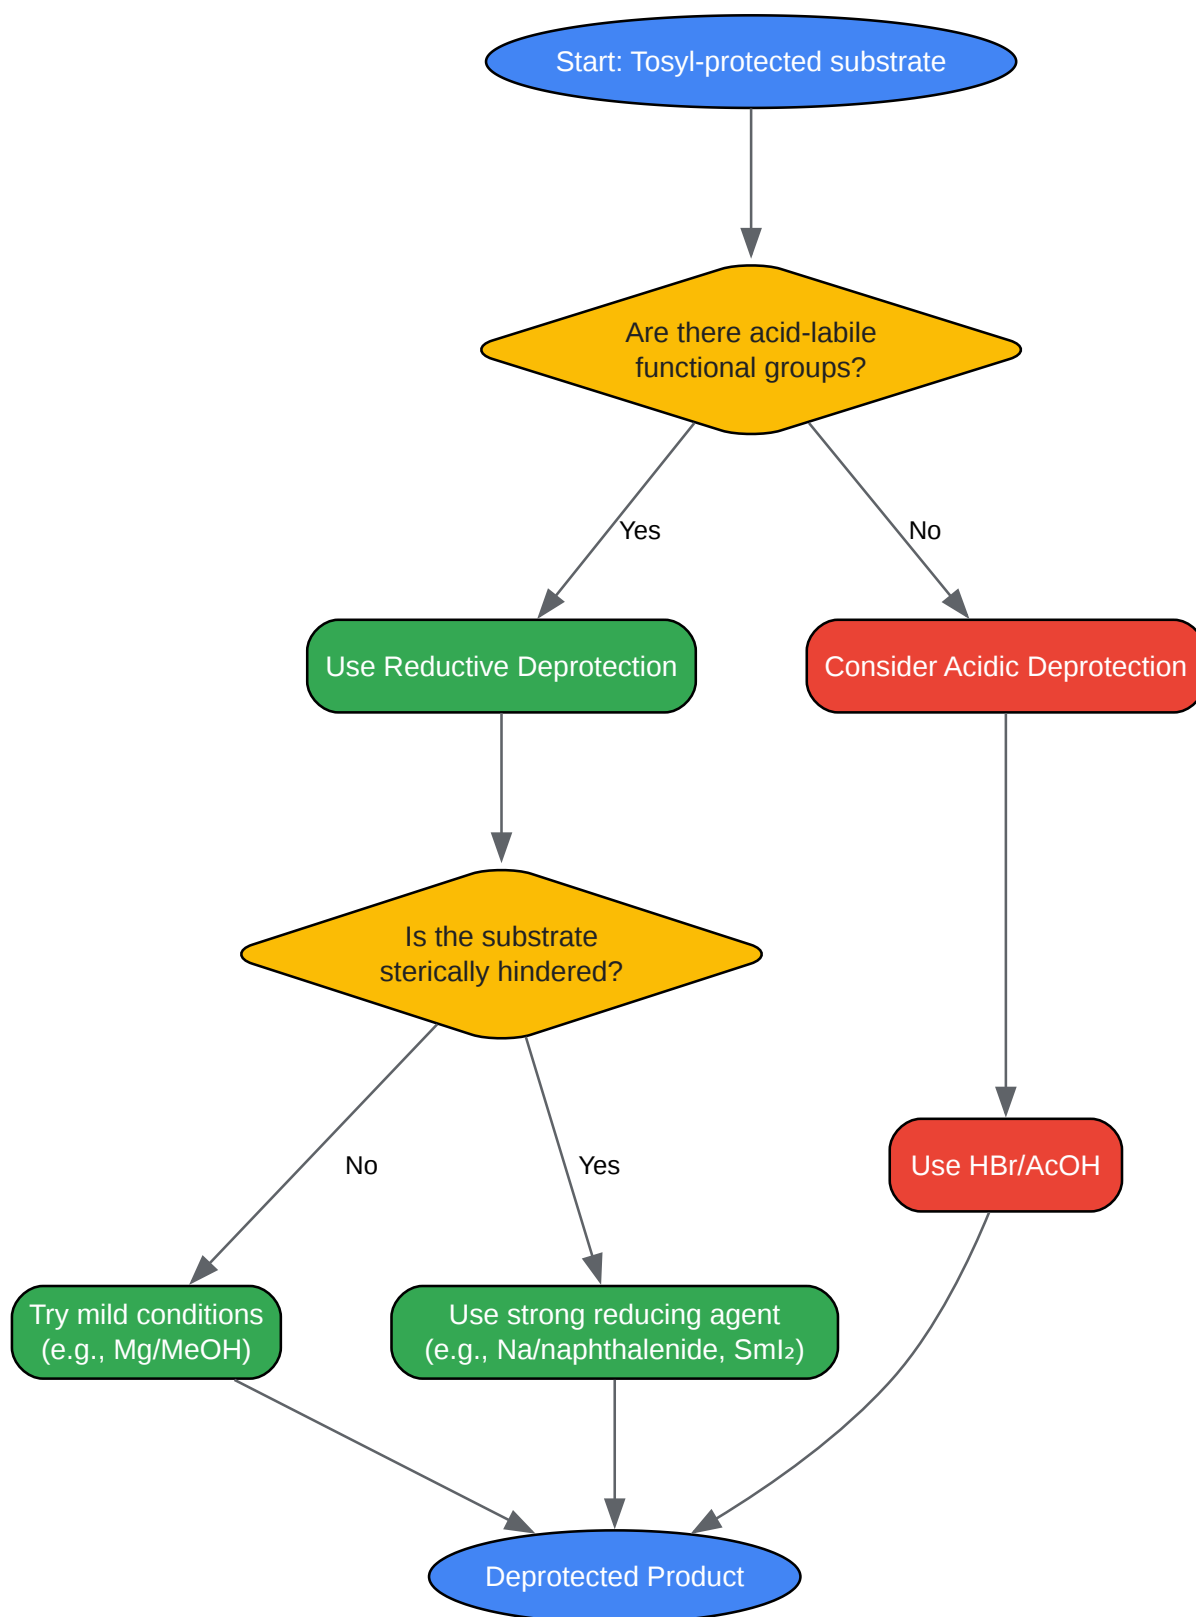 Start: Tosyl-protected substrate
Are there acid-labile
functional groups?
Yes
No
Use Reductive Deprotection
Consider Acidic Deprotection
Is the substrate
sterically hindered?
No
Yes
Use HBr/AcOH
Try mild conditions
(e.g., Mg/MeOH)
Use strong reducing agent
(e.g., Na/naphthalenide, SmI₂)
Deprotected Product